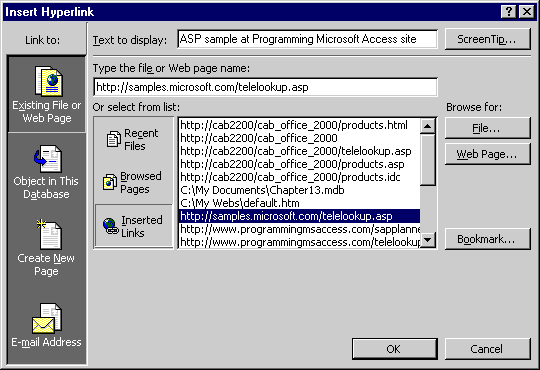 Insert Hyperlink
Link to:
Text to display: ASP sample at Programming Microsoft Access site ScreenTip...
Type the file or Web page name:
http://samples.microsoft.com/telelookup.asp
Existing File or
Web Page
Object in This
Database
Create New
Page
E-mail Address
Or select from list:
Recent
Files
Browsed
Pages
Inserted
Links
http://cab2200/cab_office_2000/products.html
http://cab2200/cab_office_2000
http://cab2200/cab_office_2000/telelookup.asp
http://cab2200/cab_office_2000/products.asp
http://cab2200/cab_office_2000/products.idc
C:\My Documents\Chapter13.mdb
C:\My Webs\default.htm
http://samples.microsoft.com/telelookup.asp
http://www.programmingmsaccess.com/sapplanne
http://www.programmingmsaccess.com/telelookup
Browse for:
File...
Web Page...
Bookmark...
OK Cancel